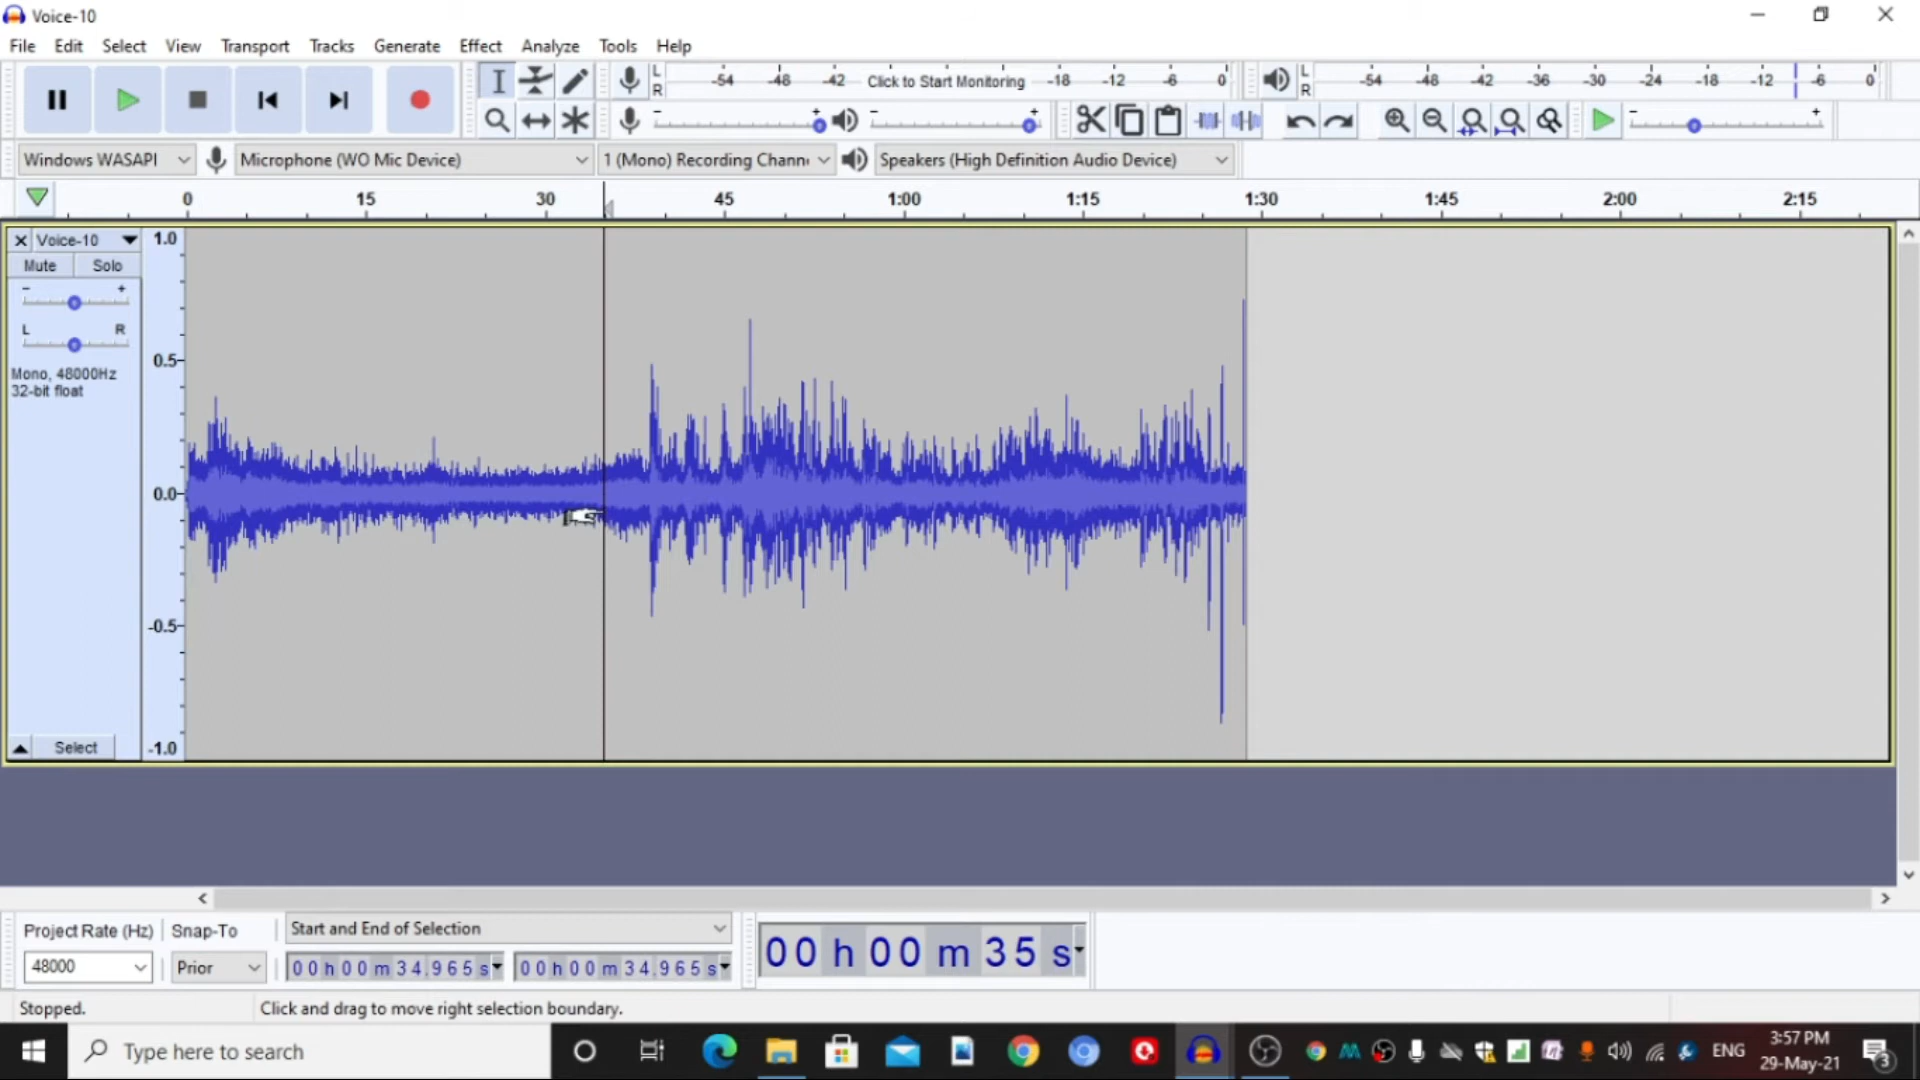 Voice-10
File Edit Select View Transport Tracks Generate Effect Analyze Tools Help
L R -54 -48 -42 Click to Start Monitoring -18 -12 -6 0 L R -54 -48 -42 -36 -30 -24 -18 -12 -6 0
- + - + - +
Windows WASAPI Microphone (WO Mic Device) 1 (Mono) Recording Chann Speakers (High Definition Audio Device)
0 15 30 45 1:00 1:15 1:30 1:45 2:00 2:15
Voice-10 1.0
Mute Solo
- +
L R
0.5
Mono, 48000Hz
32-bit float
0.0
-0.5
Select -1.0
Project Rate (Hz) Snap-To Start and End of Selection
48000 Prior 00 h 00 m 34.965 s 00 h 00 m 34.965 s 00 h 00 m 35 s
Stopped. Click and drag to move right selection boundary.
Type here to search ENG 3:57 PM
29-May-21 3